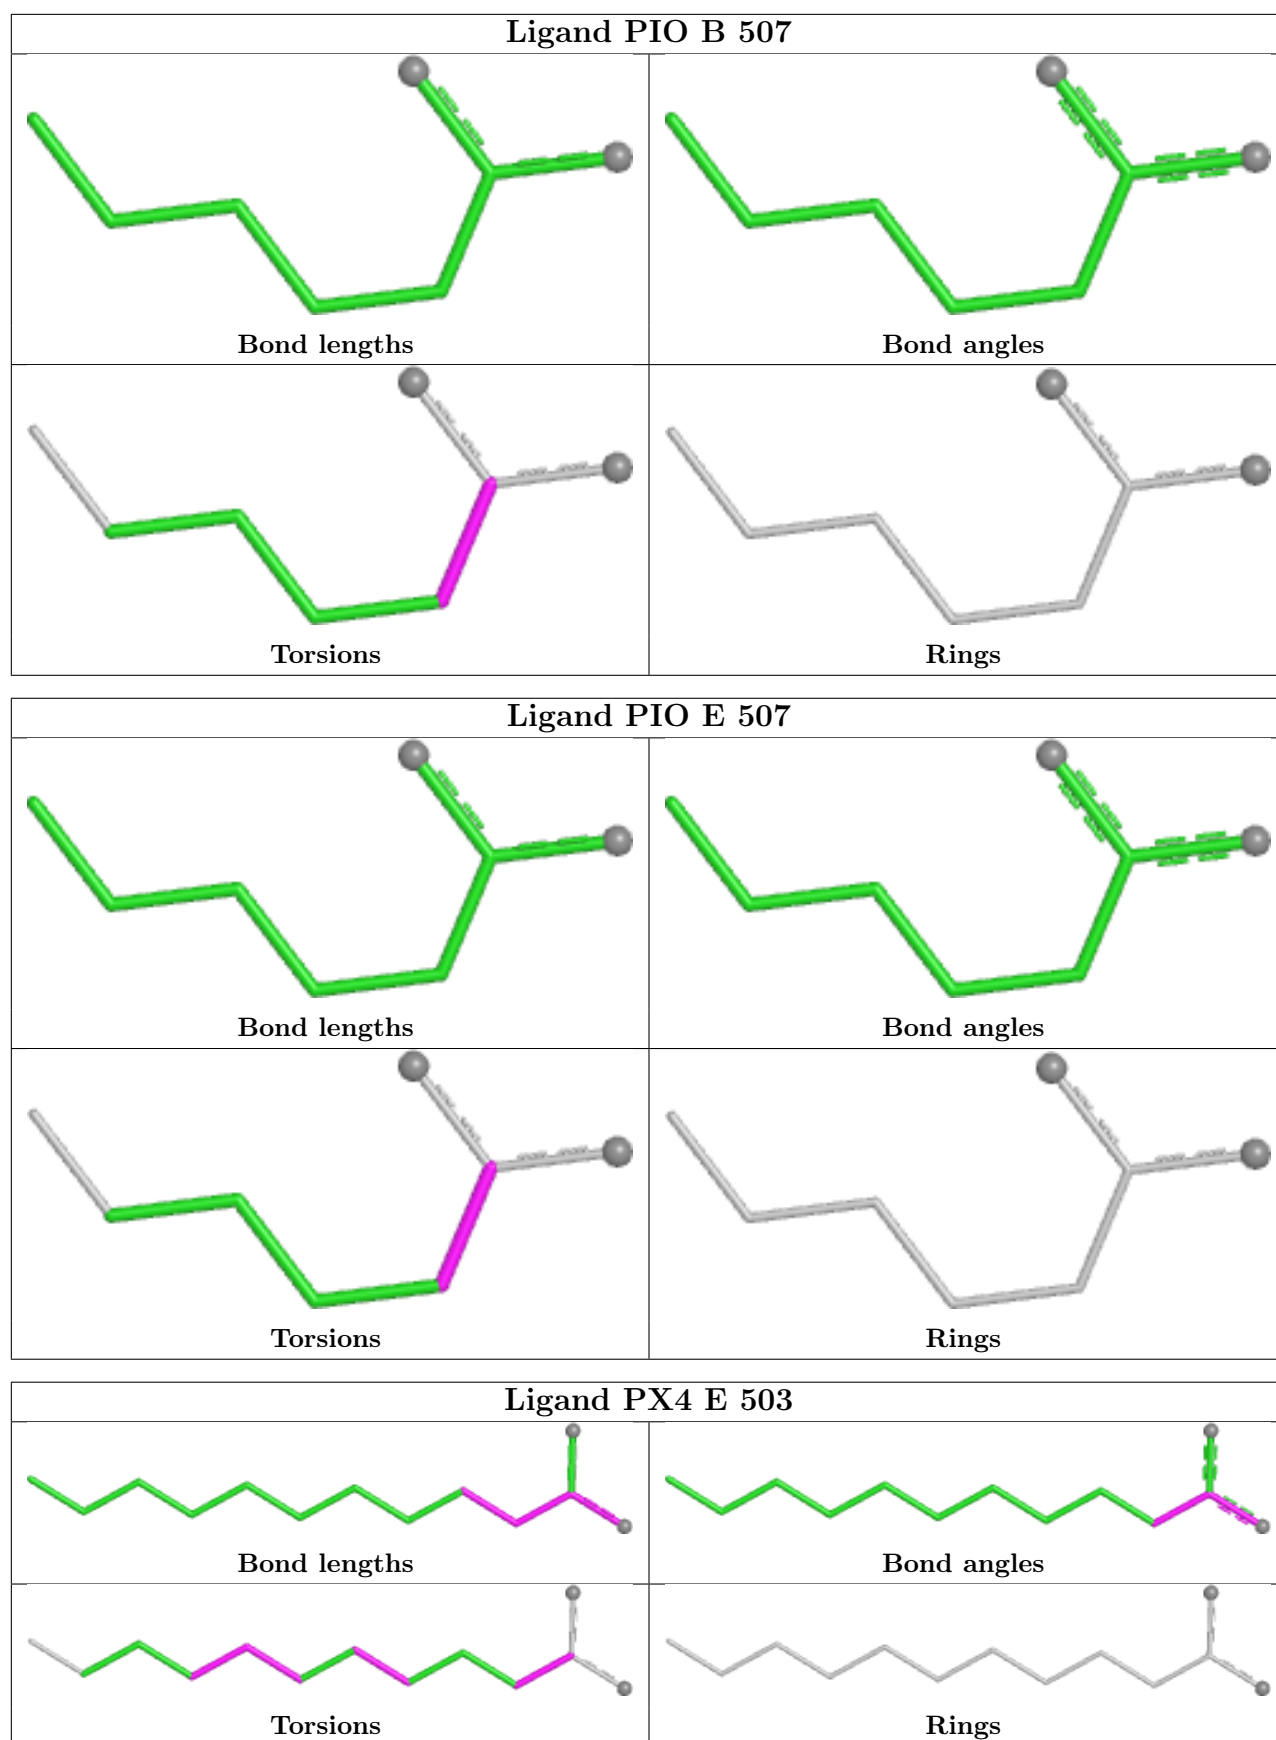 Ligand PIO B 507
Bond lengths
Bond angles
Torsions
Rings
Ligand PIO E 507
Bond lengths
Bond angles
Torsions
Rings
Ligand PX4 E 503
Bond lengths
Bond angles
Torsions
Rings